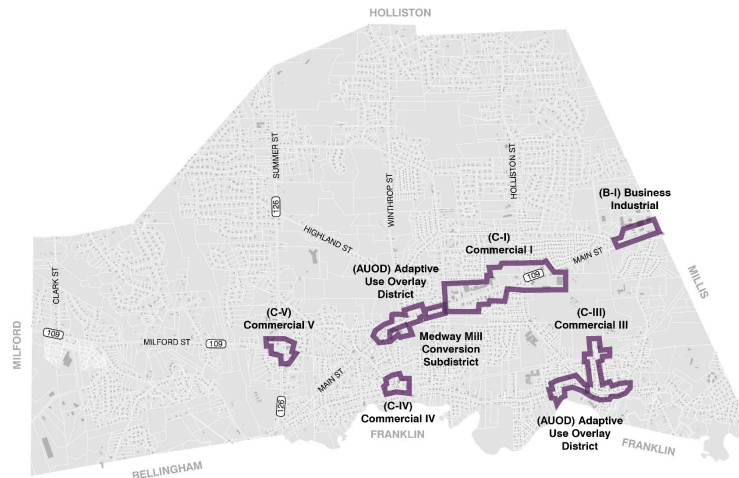 HOLLISTON
SUMMER ST
126
WINTHROP ST
HOLLISTON ST
(B-I) Business
Industrial
HIGHLAND ST
(C-I)
Commercial I
MAIN ST
109
MILLIS
(AUOD) Adaptive
Use Overlay
District
CLARK ST
MILFORD
109
(C-V)
Commercial V
MILFORD ST
109
MAIN ST
Medway Mill
Conversion
Subdistrict
(C-III)
Commercial III
126
(C-IV)
Commercial IV
(AUOD) Adaptive
Use Overlay
District
FRANKLIN
FRANKLIN
BELLINGHAM